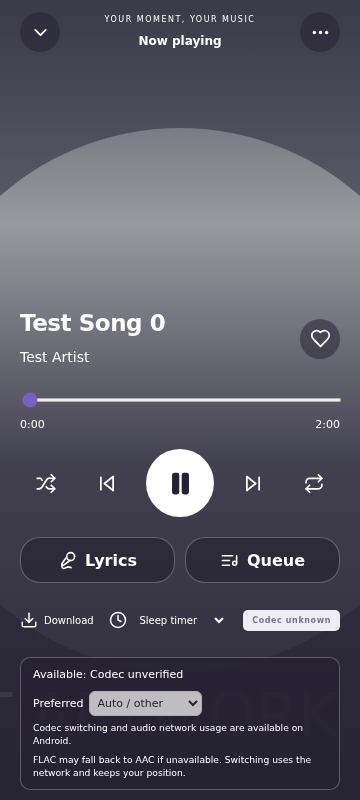 YOUR MOMENT, YOUR MUSIC
Now playing
Test Song 0
Test Artist
0:00
2:00
Lyrics
Queue
Download
Sleep timer
Codec unknown
Available: Codec unverified
Preferred
Auto / other
Codec switching and audio network usage are available on
Android.
FLAC may fall back to AAC if unavailable. Switching uses the
network and keeps your position.